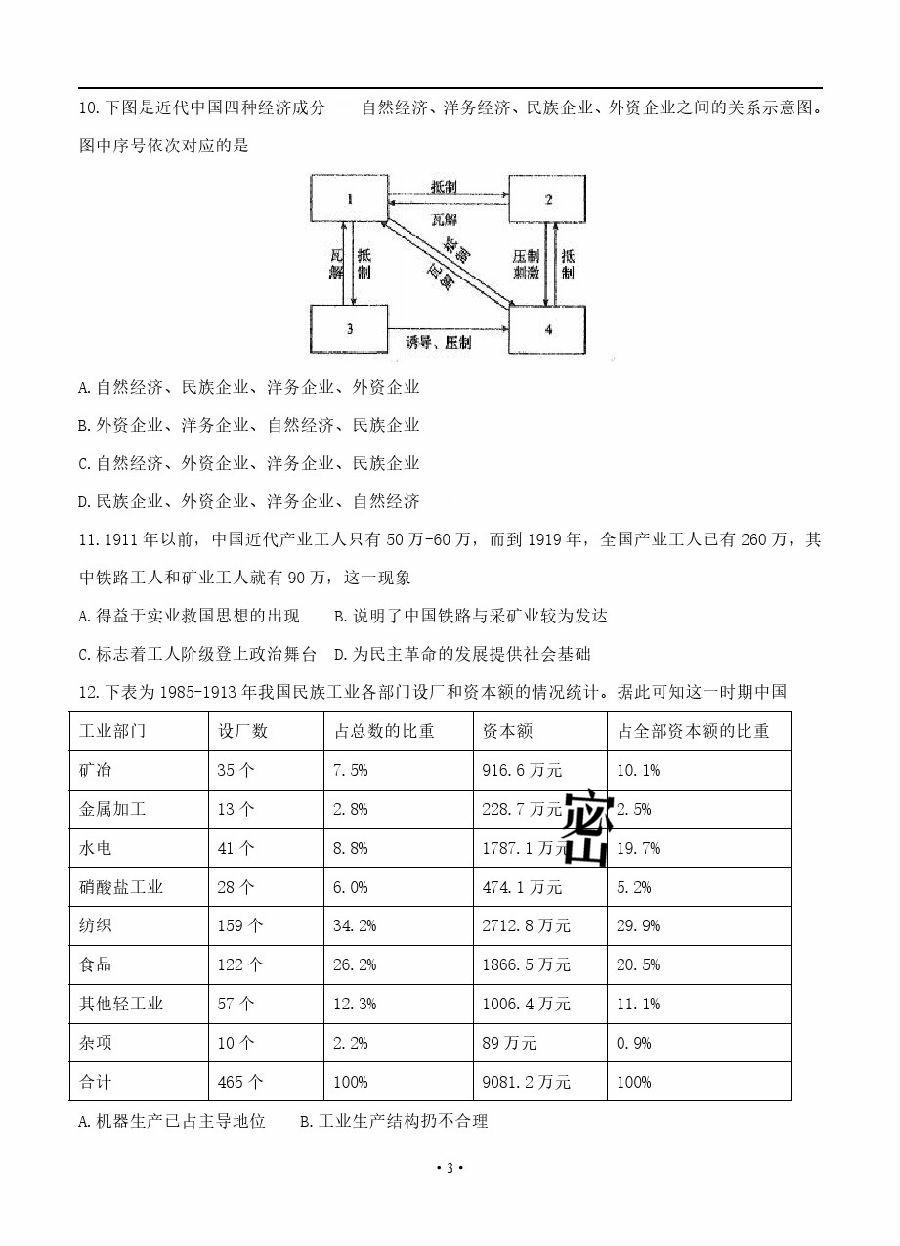 10.下图是近代中国四种经济成分 自然经济、洋务经济、民族企业、外资企业之间的关系示意图。
图中序号依次对应的是
抵制
1
2
瓦解
瓦解
抵制
瓦解
压制
刺激
抵制
3
4
诱导、压制
A.自然经济、民族企业、洋务企业、外资企业
B.外资企业、洋务企业、自然经济、民族企业
C.自然经济、外资企业、洋务企业、民族企业
D.民族企业、外资企业、洋务企业、自然经济
11.1911年以前，中国近代产业工人只有50万-60万，而到1919年，全国产业工人已有260万，其
中铁路工人和矿业工人就有90万，这一现象
A.得益于实业救国思想的出现 B.说明了中国铁路与采矿业较为发达
C.标志着工人阶级登上政治舞台 D.为民主革命的发展提供社会基础
12.下表为1985-1913年我国民族工业各部门设厂和资本额的情况统计。据此可知这一时期中国
工业部门 设厂数 占总数的比重 资本额 占全部资本额的比重
矿冶 35个 7.5% 916.6万元 10.1%
金属加工 13个 2.8% 228.7万元 2.5%
水电 41个 8.8% 1787.1万元 19.7%
硝酸盐工业 28个 6.0% 474.1万元 5.2%
纺织 159个 34.2% 2712.8万元 29.9%
食品 122个 26.2% 1866.5万元 20.5%
其他轻工业 57个 12.3% 1006.4万元 11.1%
杂项 10个 2.2% 89万元 0.9%
合计 465个 100% 9081.2万元 100%
密
A.机器生产已占主导地位 B.工业生产结构扔不合理
·3·